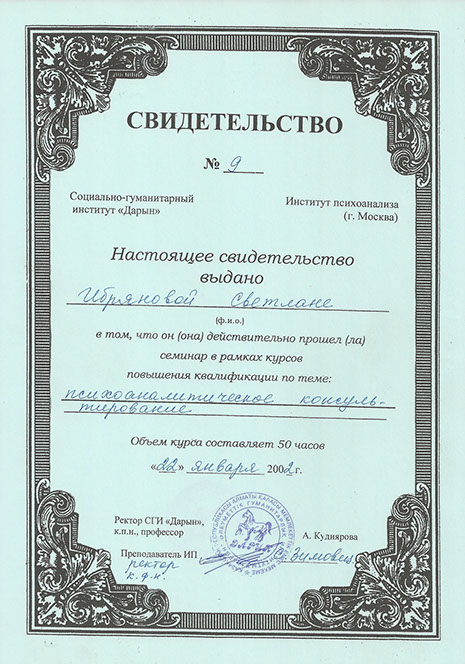 СВИДЕТЕЛЬСТВО
№ 9
Социально-гуманитарный
институт «Дарын»
Институт психоанализа
(г. Москва)
Настоящее свидетельство
выдано
Ибряновой Светлане
(ф.и.о.)
в том, что он (она) действительно прошел (ла)
семинар в рамках курсов
повышения квалификации по теме:
психоаналитическое консуль-
тирование
Объем курса составляет 50 часов
«22» января 2002 г.
Ректор СГИ «Дарын»,
к.п.н., профессор
А. Кудиярова
Преподаватель ИП
С. Зимовец
ректор
к.ф.н.